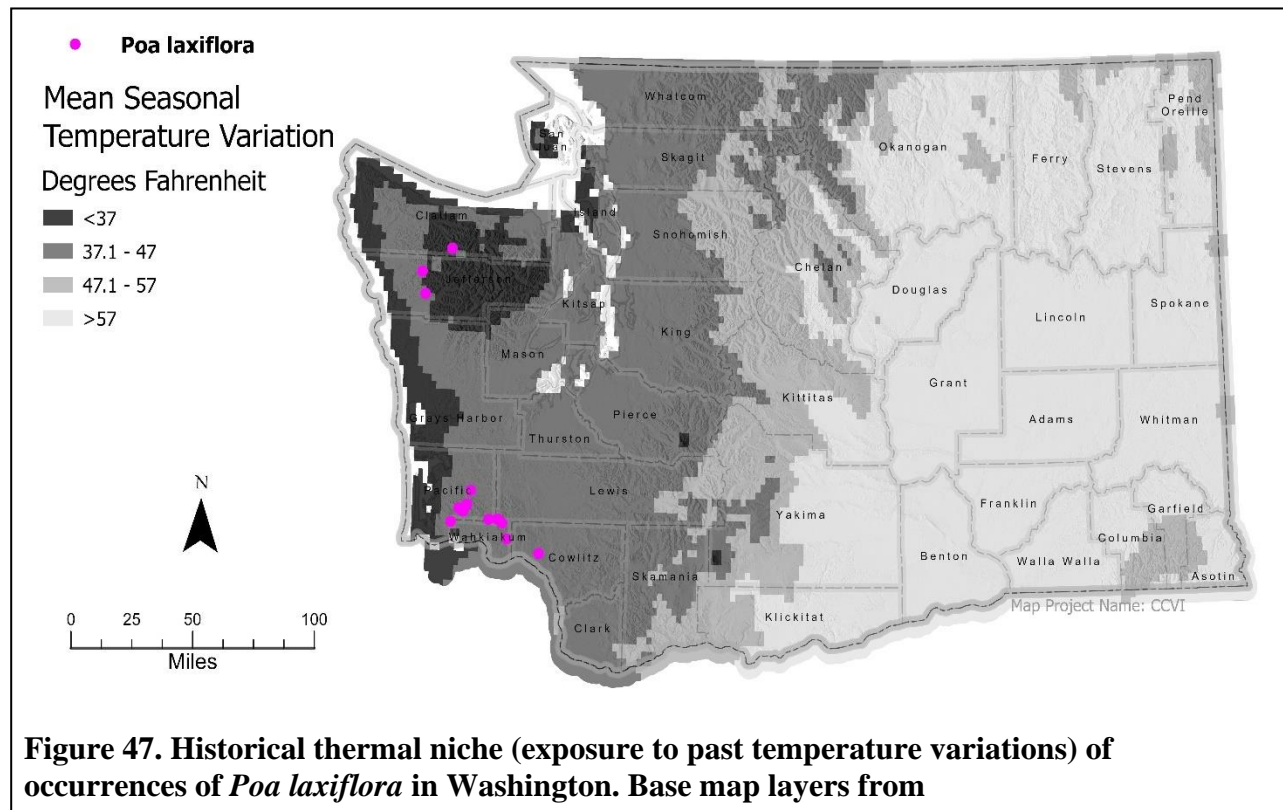 Poa laxiflora
Mean Seasonal
Temperature Variation
Degrees Fahrenheit
<37
37.1 - 47
47.1 - 57
>57
Whatcom
San
Juan
Skagit
Okanogan
Ferry
Stevens
Pend
Oreille
Clallam
Island
Snohomish
Chelan
Jefferson
Kitsap
Douglas
Lincoln
Spokane
Mason
King
Grant
Kittitas
Adams
Whitman
Grays Harbor
Thurston
Pierce
Pacific
Lewis
Yakima
Franklin
Garfield
Columbia
Wahkiakum
Cowlitz
Skamania
Benton
Walla Walla
Asotin
Klickitat
Clark
Map Project Name: CCVI
N
0 50 100
Miles
Figure 47. Historical thermal niche (exposure to past temperature variations) of
occurrences of Poa laxiflora in Washington. Base map layers from